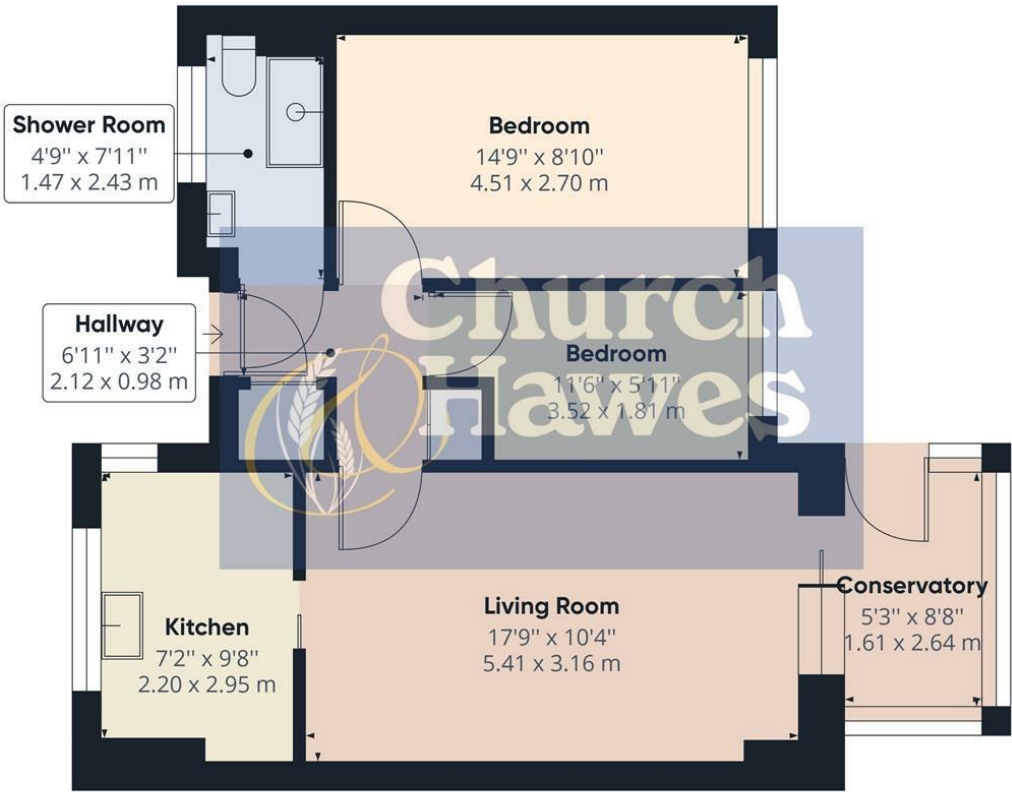 Shower Room
4'9" x 7'11"
1.47 x 2.43 m
Bedroom
14'9" x 8'10"
4.51 x 2.70 m
Church
& Hawes
Hallway
6'11" x 3'2"
2.12 x 0.98 m
Bedroom
11'6" x 5'11"
3.52 x 1.81 m
Kitchen
7'2" x 9'8"
2.20 x 2.95 m
Living Room
17'9" x 10'4"
5.41 x 3.16 m
Conservatory
5'3" x 8'8"
1.61 x 2.64 m